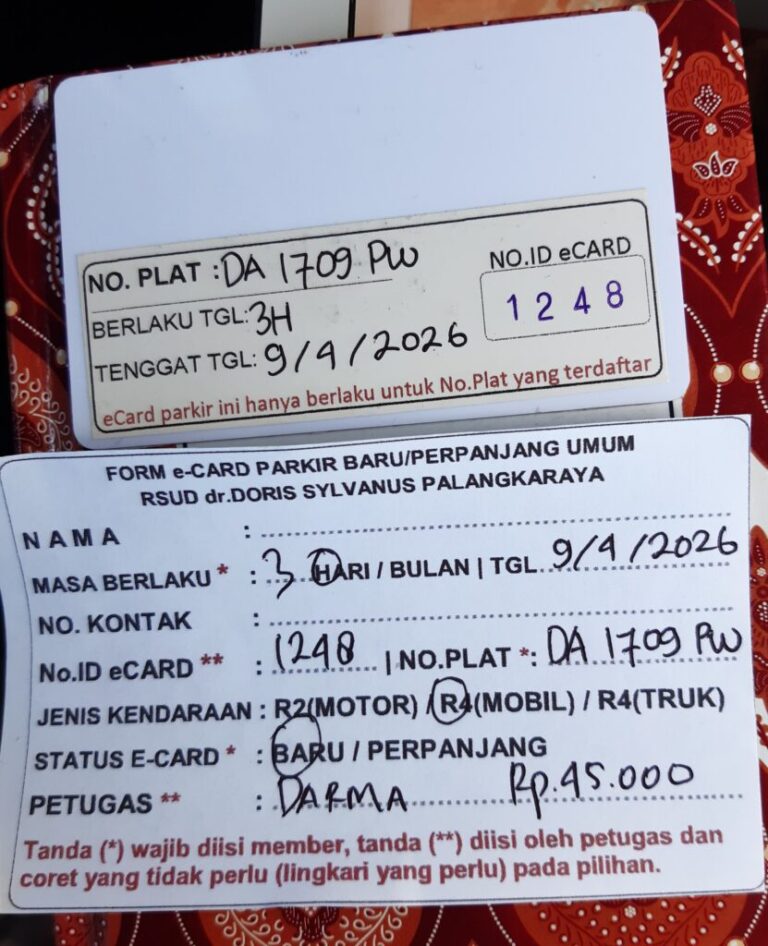 NO. PLAT : DA 1709 PW
NO.ID eCARD
1248
BERLAKU TGL: 3H
TENGGAT TGL: 9/4/2026
eCard parkir ini hanya berlaku untuk No.Plat yang terdaftar
FORM e-CARD PARKIR BARU/PERPANJANG UMUM
RSUD dr.DORIS SYLVANUS PALANGKARAYA
NAMA :
MASA BERLAKU * : 3 HARI / BULAN | TGL 9/4/2026
NO. KONTAK :
No.ID eCARD ** : 1248 | NO.PLAT *: DA 1709 PW
JENIS KENDARAAN : R2(MOTOR) / R4(MOBIL) / R4(TRUK)
STATUS E-CARD * : BARU / PERPANJANG
PETUGAS ** : DARMA Rp.45.000
Tanda (*) wajib diisi member, tanda (**) diisi oleh petugas dan
coret yang tidak perlu (lingkari yang perlu) pada pilihan.